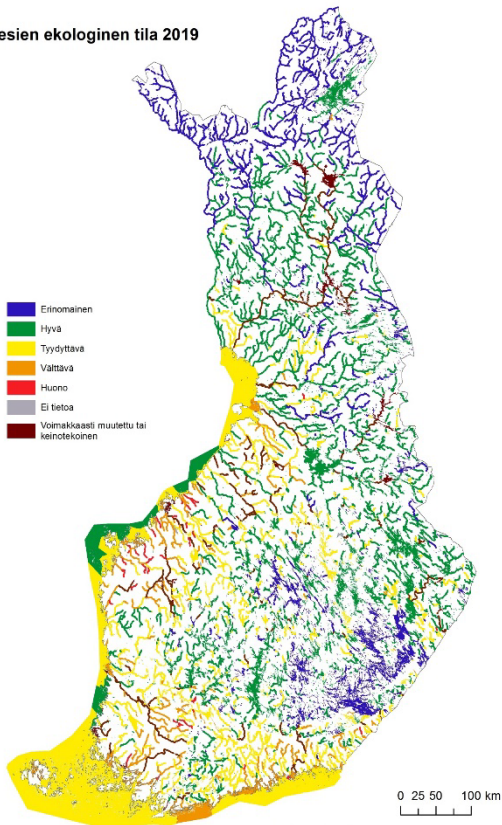 esien ekologinen tila 2019
Erinomainen
Hyvä
Tyydyttävä
Välttävä
Huono
Ei tietoa
Voimakkaasti muutettu tai
keinotekoinen
0 25 50 100 km